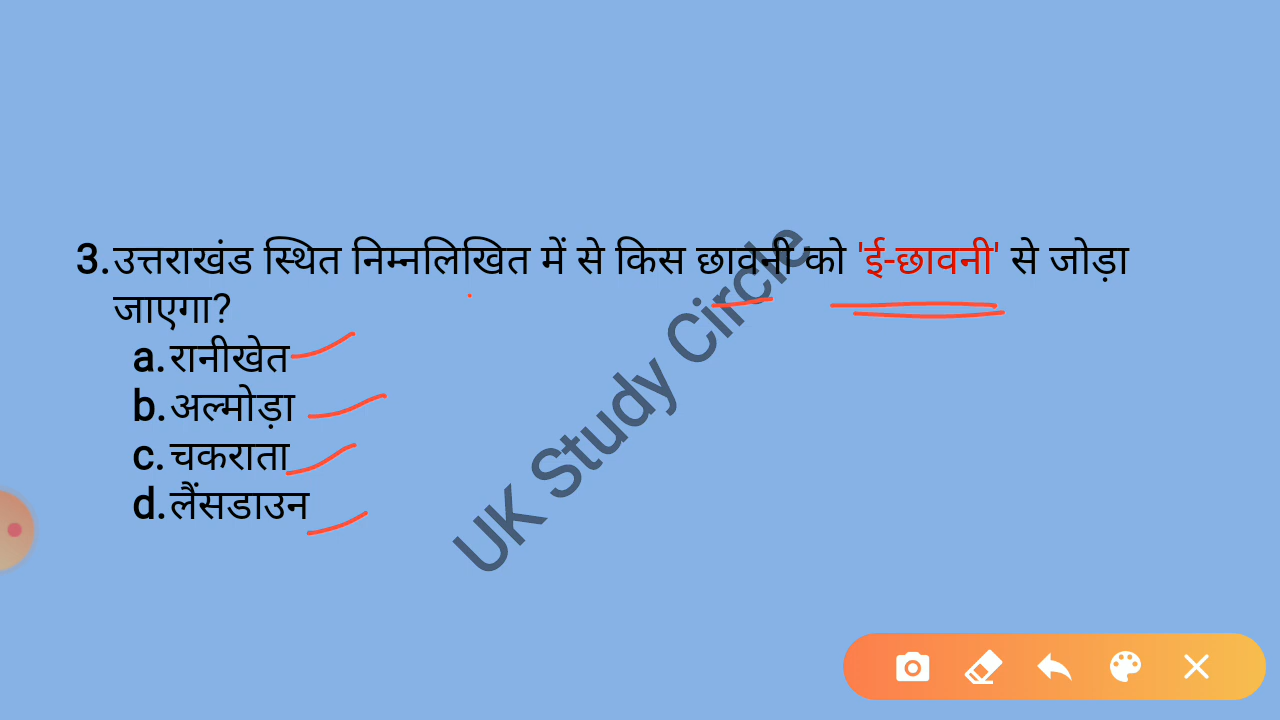 3. उत्तराखंड स्थित निम्नलिखित में से किस छावनी को 'ई-छावनी' से जोड़ा
जाएगा?
a. रानीखेत
b. अल्मोड़ा
c. चकराता
d. लैंसडाउन
UK Study Circle